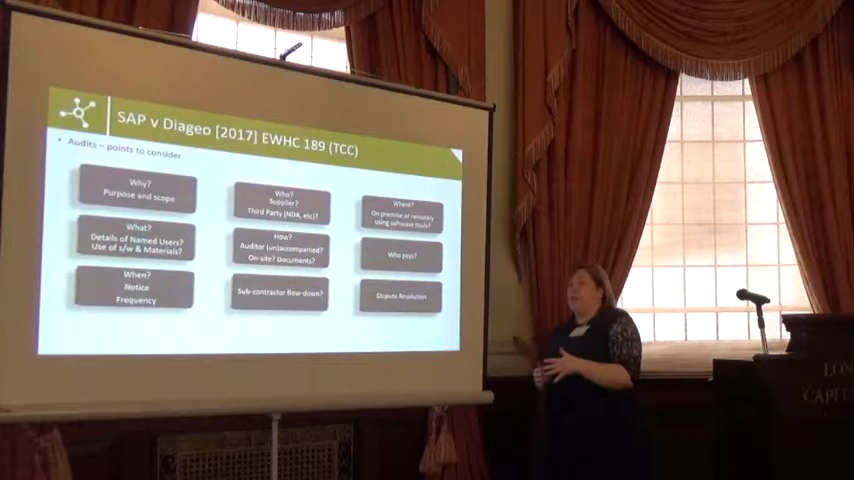 SAP v Diageo [2017] EWHC 189 (TCC)
• Audits – points to consider
Why?
Purpose and scope
Who?
Supplier?
Third Party (NDA, etc)?
Where?
On premise or remotely
using software tools?
What?
Details of Named Users?
Use of s/w & Materials?
How?
Auditor (un)accompanied?
On-site? Documents?
Who pays?
When?
Notice
Frequency
Sub-contractor flow-down?
Dispute Resolution